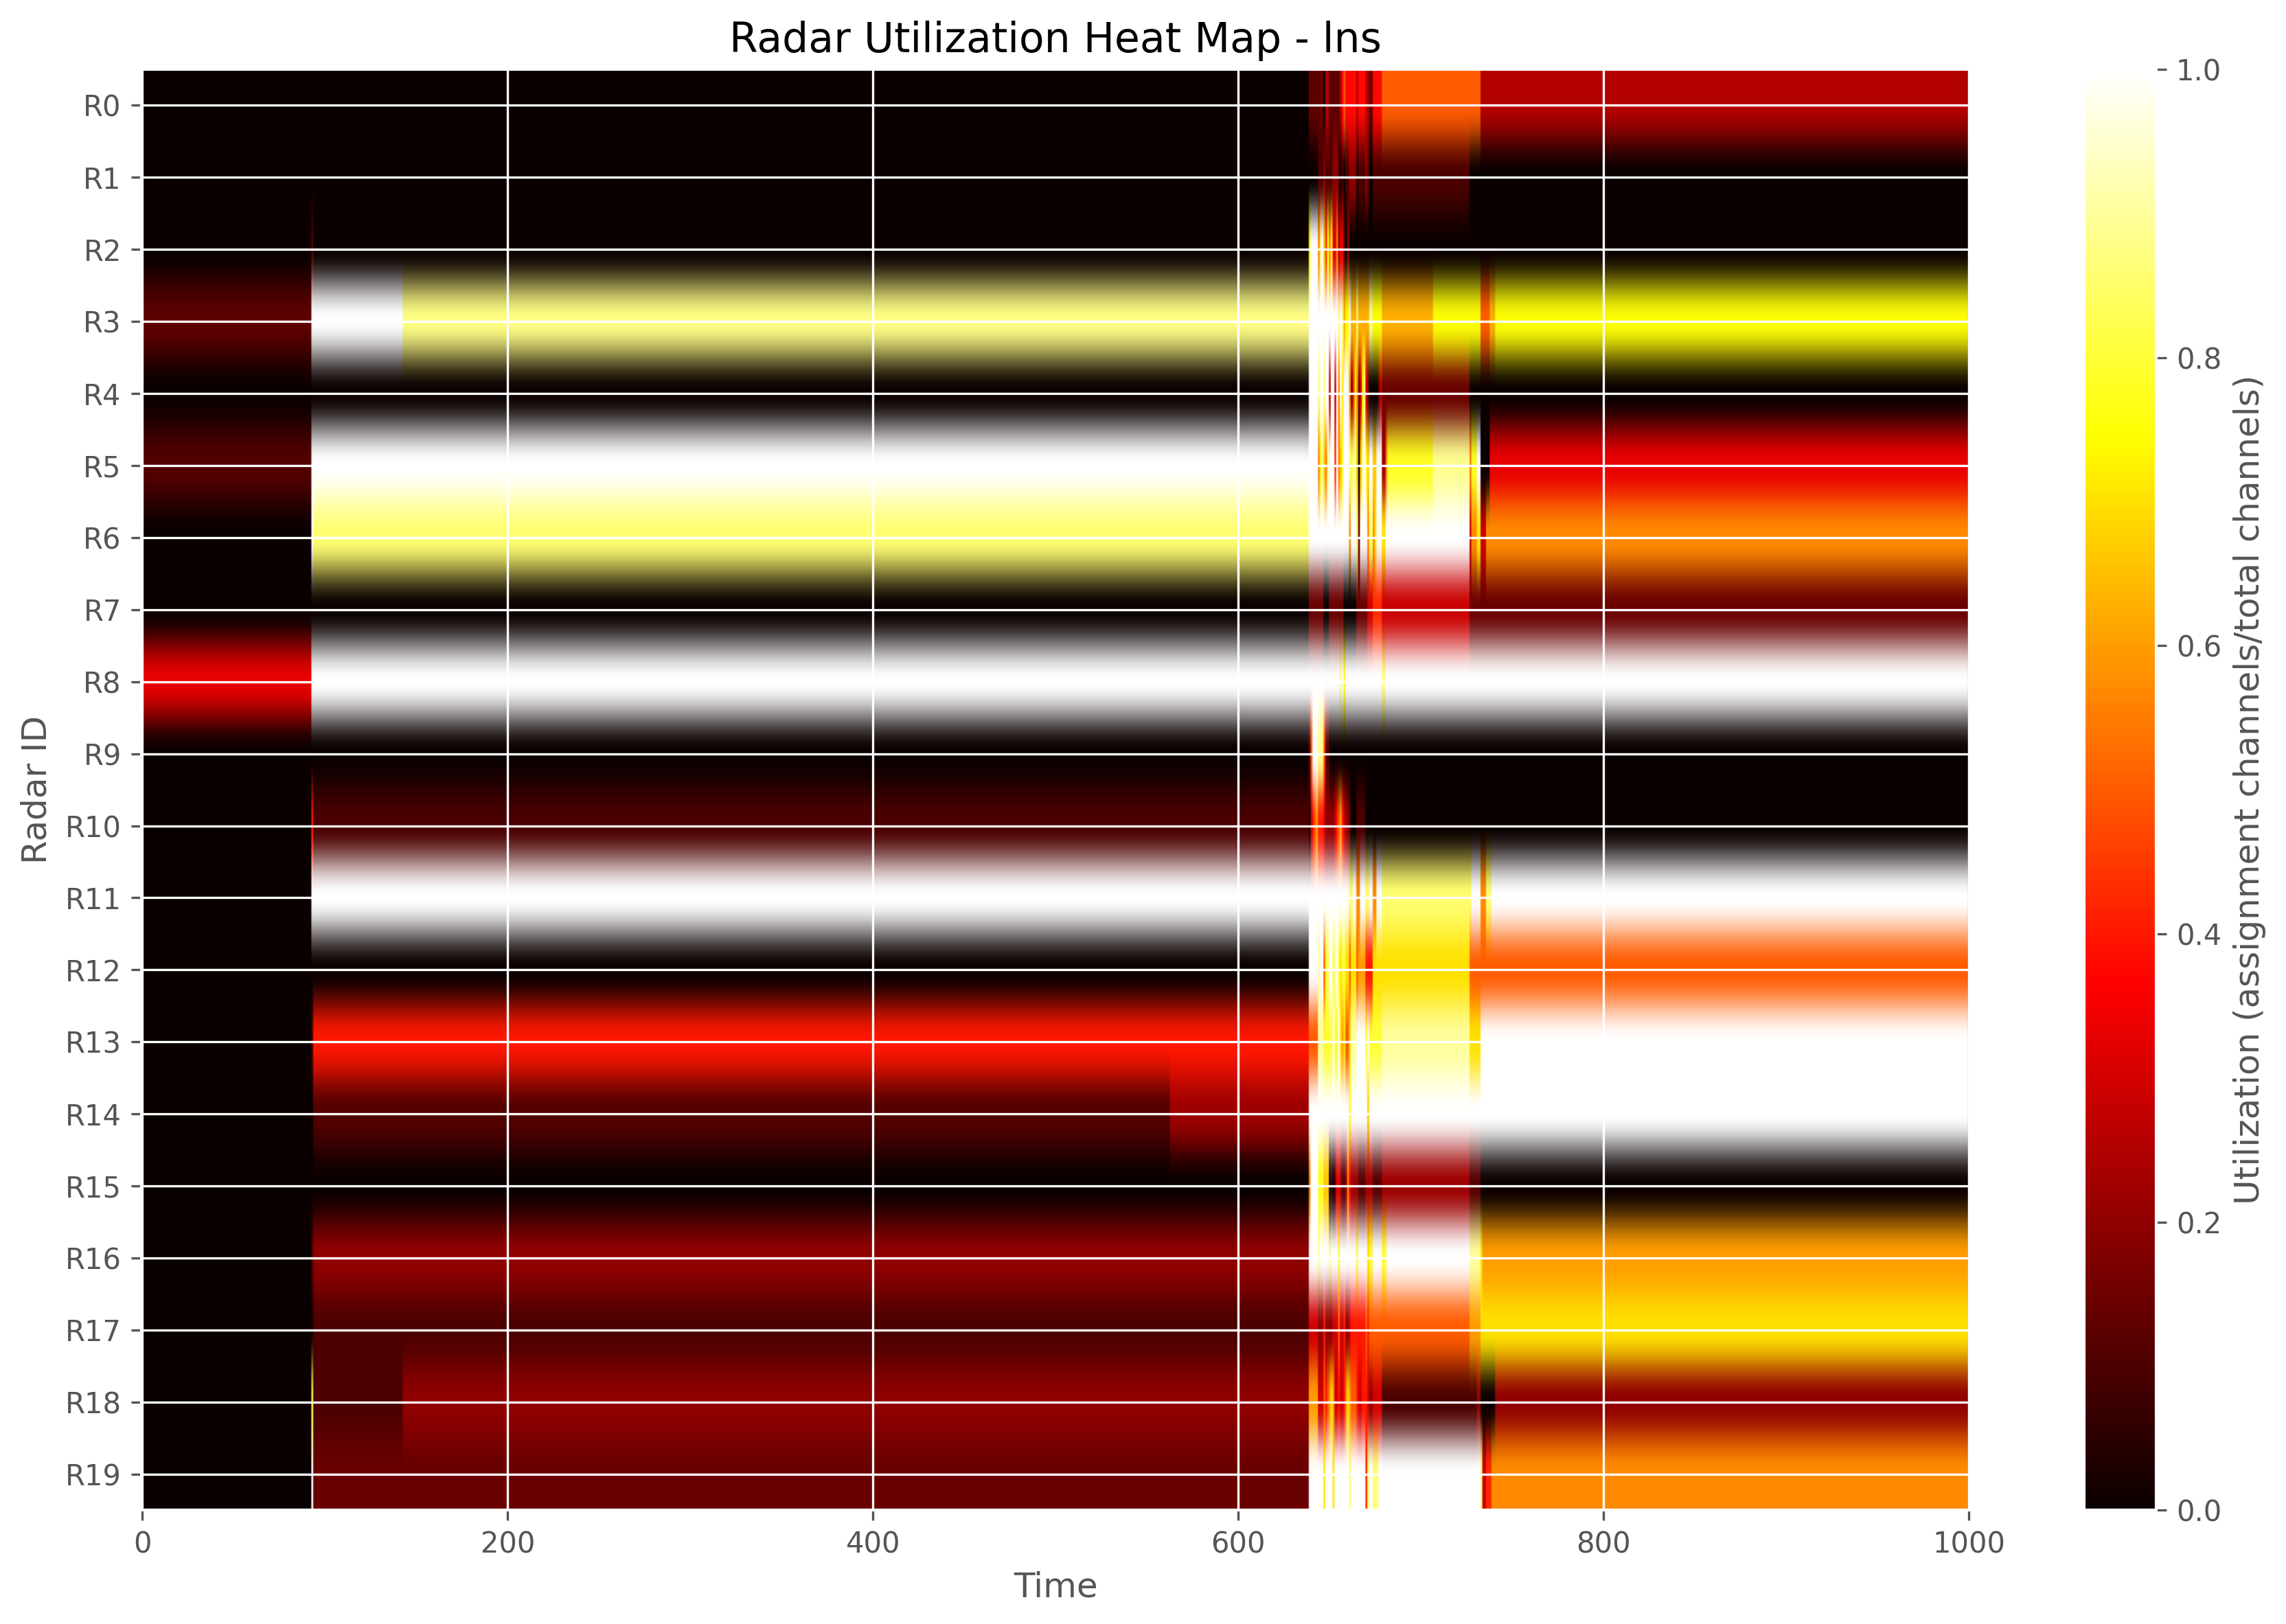 Radar Utilization Heat Map - lns
Radar ID
R0
R1
R2
R3
R4
R5
R6
R7
R8
R9
R10
R11
R12
R13
R14
R15
R16
R17
R18
R19
0
200
400
600
800
1000
Time
1.0
0.8
0.6
0.4
0.2
0.0
Utilization (assignment channels/total channels)